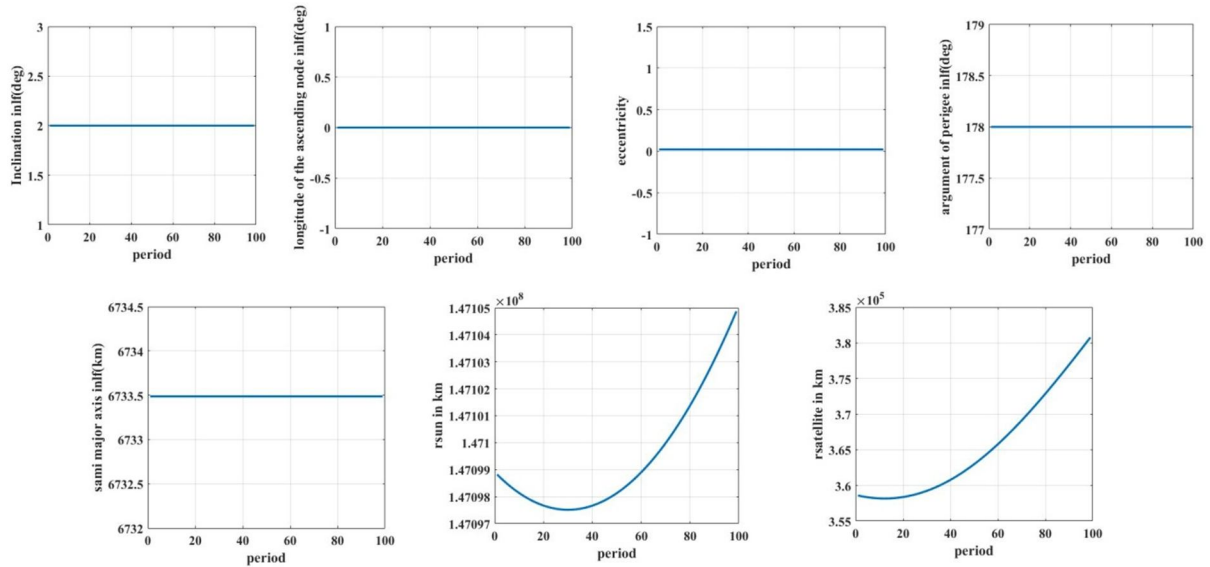 Inclination inlf(deg)
3
2.5
2
1.5
1
0 20 40 60 80 100
period
longitude of the ascending node inlf(deg)
1
0.5
0
-0.5
-1
0 20 40 60 80 100
period
eccentricity
1.5
1
0.5
0
-0.5
-1
0 20 40 60 80 100
period
argument of perigee inlf(deg)
179
178.5
178
177.5
177
0 20 40 60 80 100
period
sami major axis inlf(km)
6734.5
6734
6733.5
6733
6732.5
6732
0 20 40 60 80 100
period
rsun in km
×10⁸
1.47105
1.47104
1.47103
1.47102
1.47101
1.471
1.47099
1.47098
1.47097
0 20 40 60 80 100
period
rsatellite in km
×10⁵
3.85
3.8
3.75
3.7
3.65
3.6
3.55
0 20 40 60 80 100
period